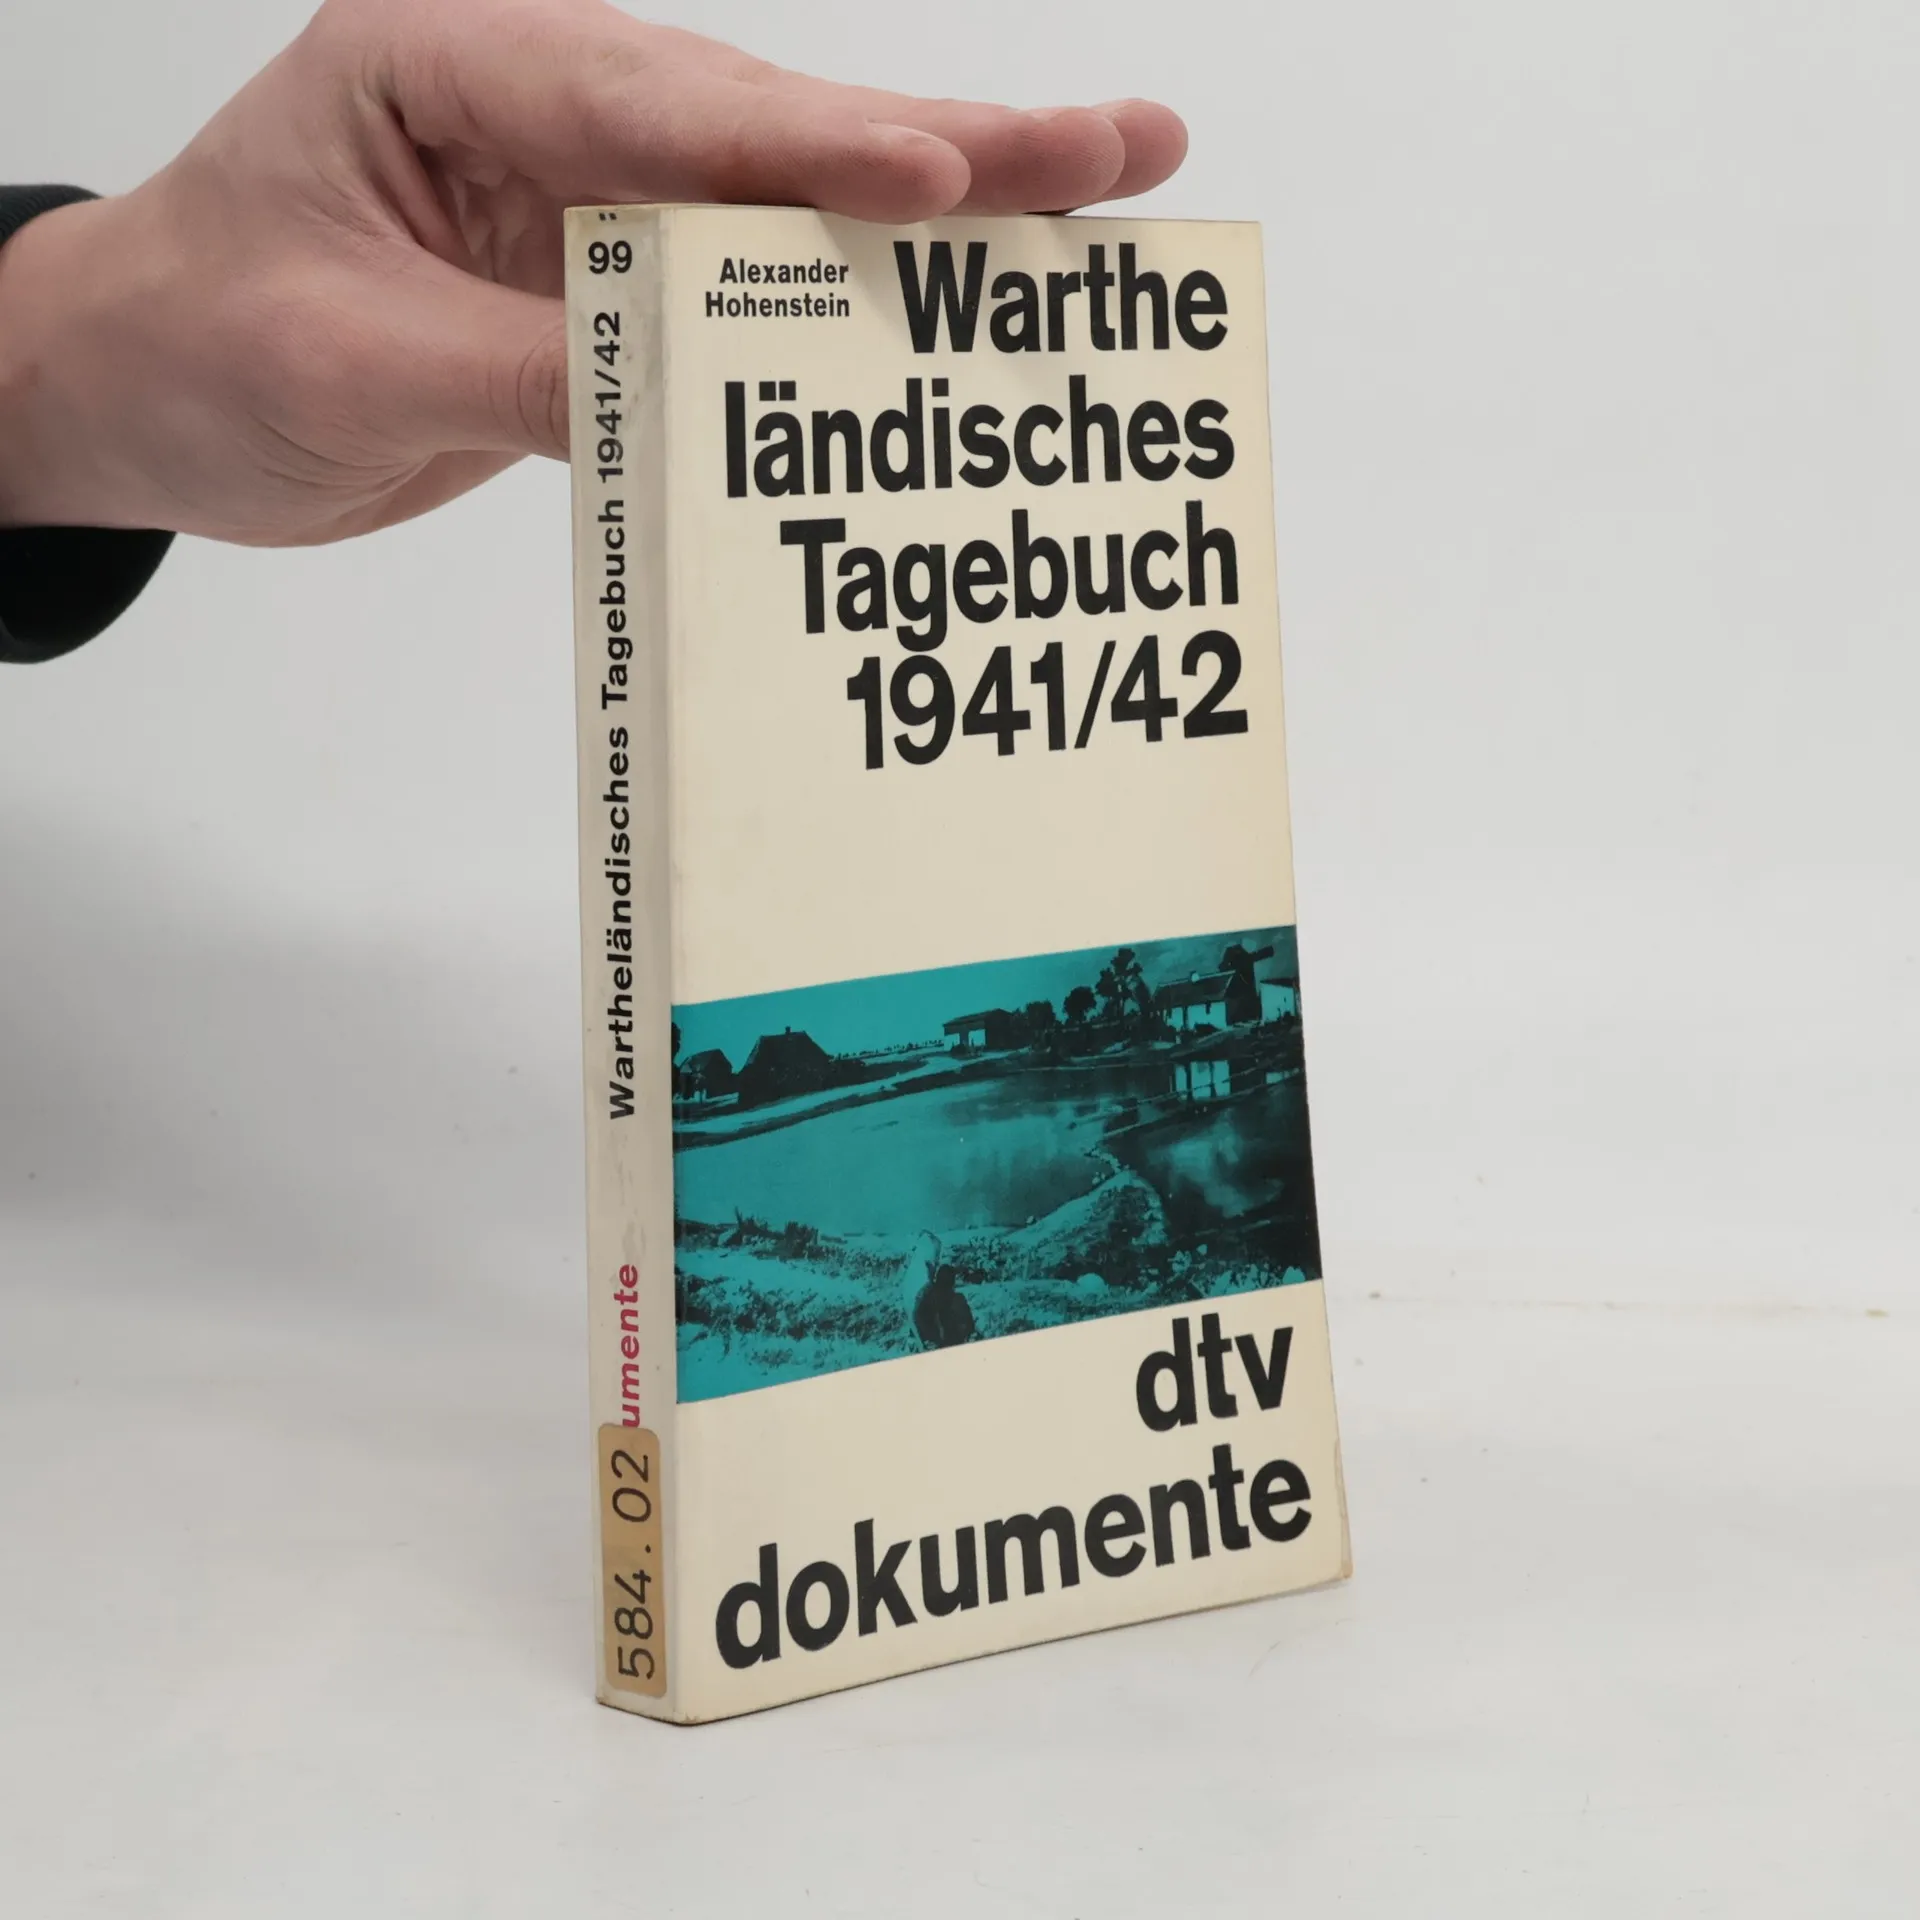 99
Wartheländisches Tagebuch 1941/42
umente
584.02
Alexander
Hohenstein
Warthe
ländisches
Tagebuch
1941/42
dtv
dokumente